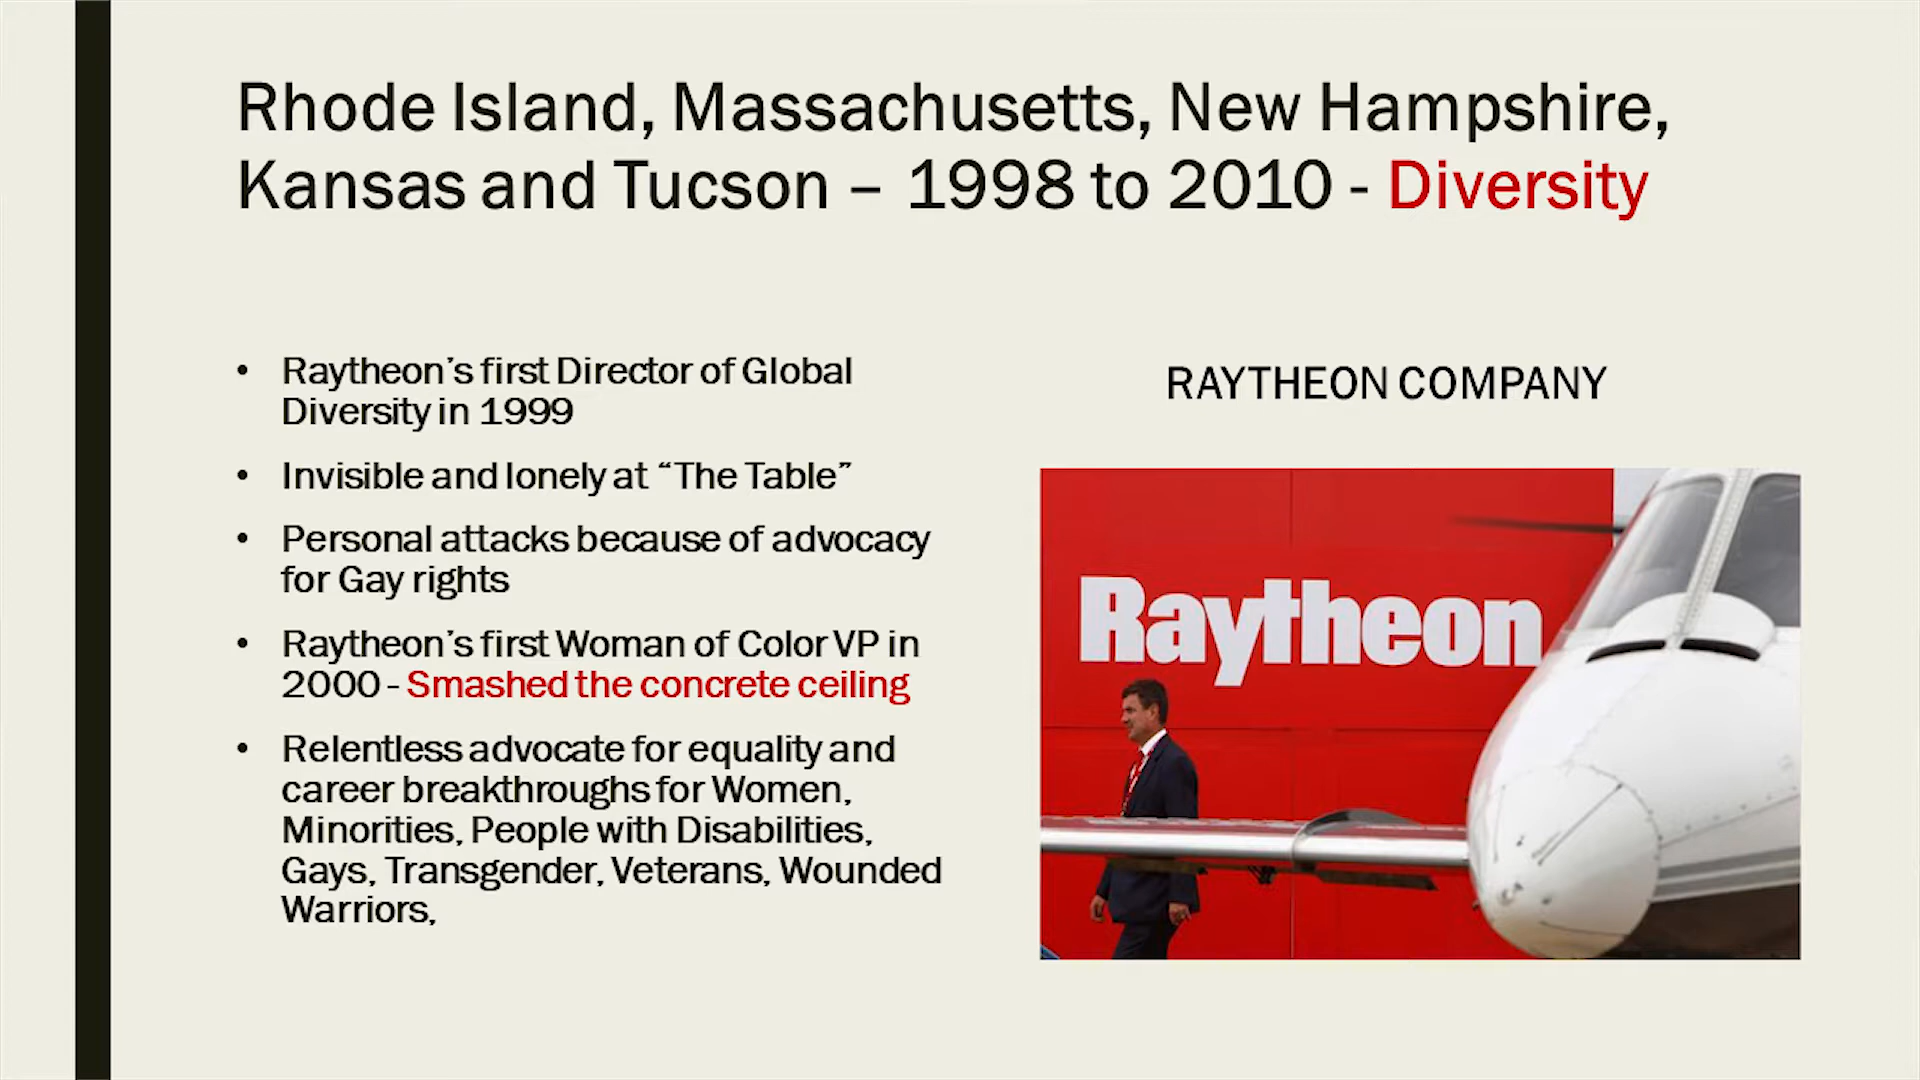 Rhode Island, Massachusetts, New Hampshire,
Kansas and Tucson – 1998 to 2010 - Diversity
• Raytheon’s first Director of Global
Diversity in 1999
• Invisible and lonely at “The Table”
• Personal attacks because of advocacy
for Gay rights
• Raytheon’s first Woman of Color VP in
2000 - Smashed the concrete ceiling
• Relentless advocate for equality and
career breakthroughs for Women,
Minorities, People with Disabilities,
Gays, Transgender, Veterans, Wounded
Warriors,
RAYTHEON COMPANY
Raytheon